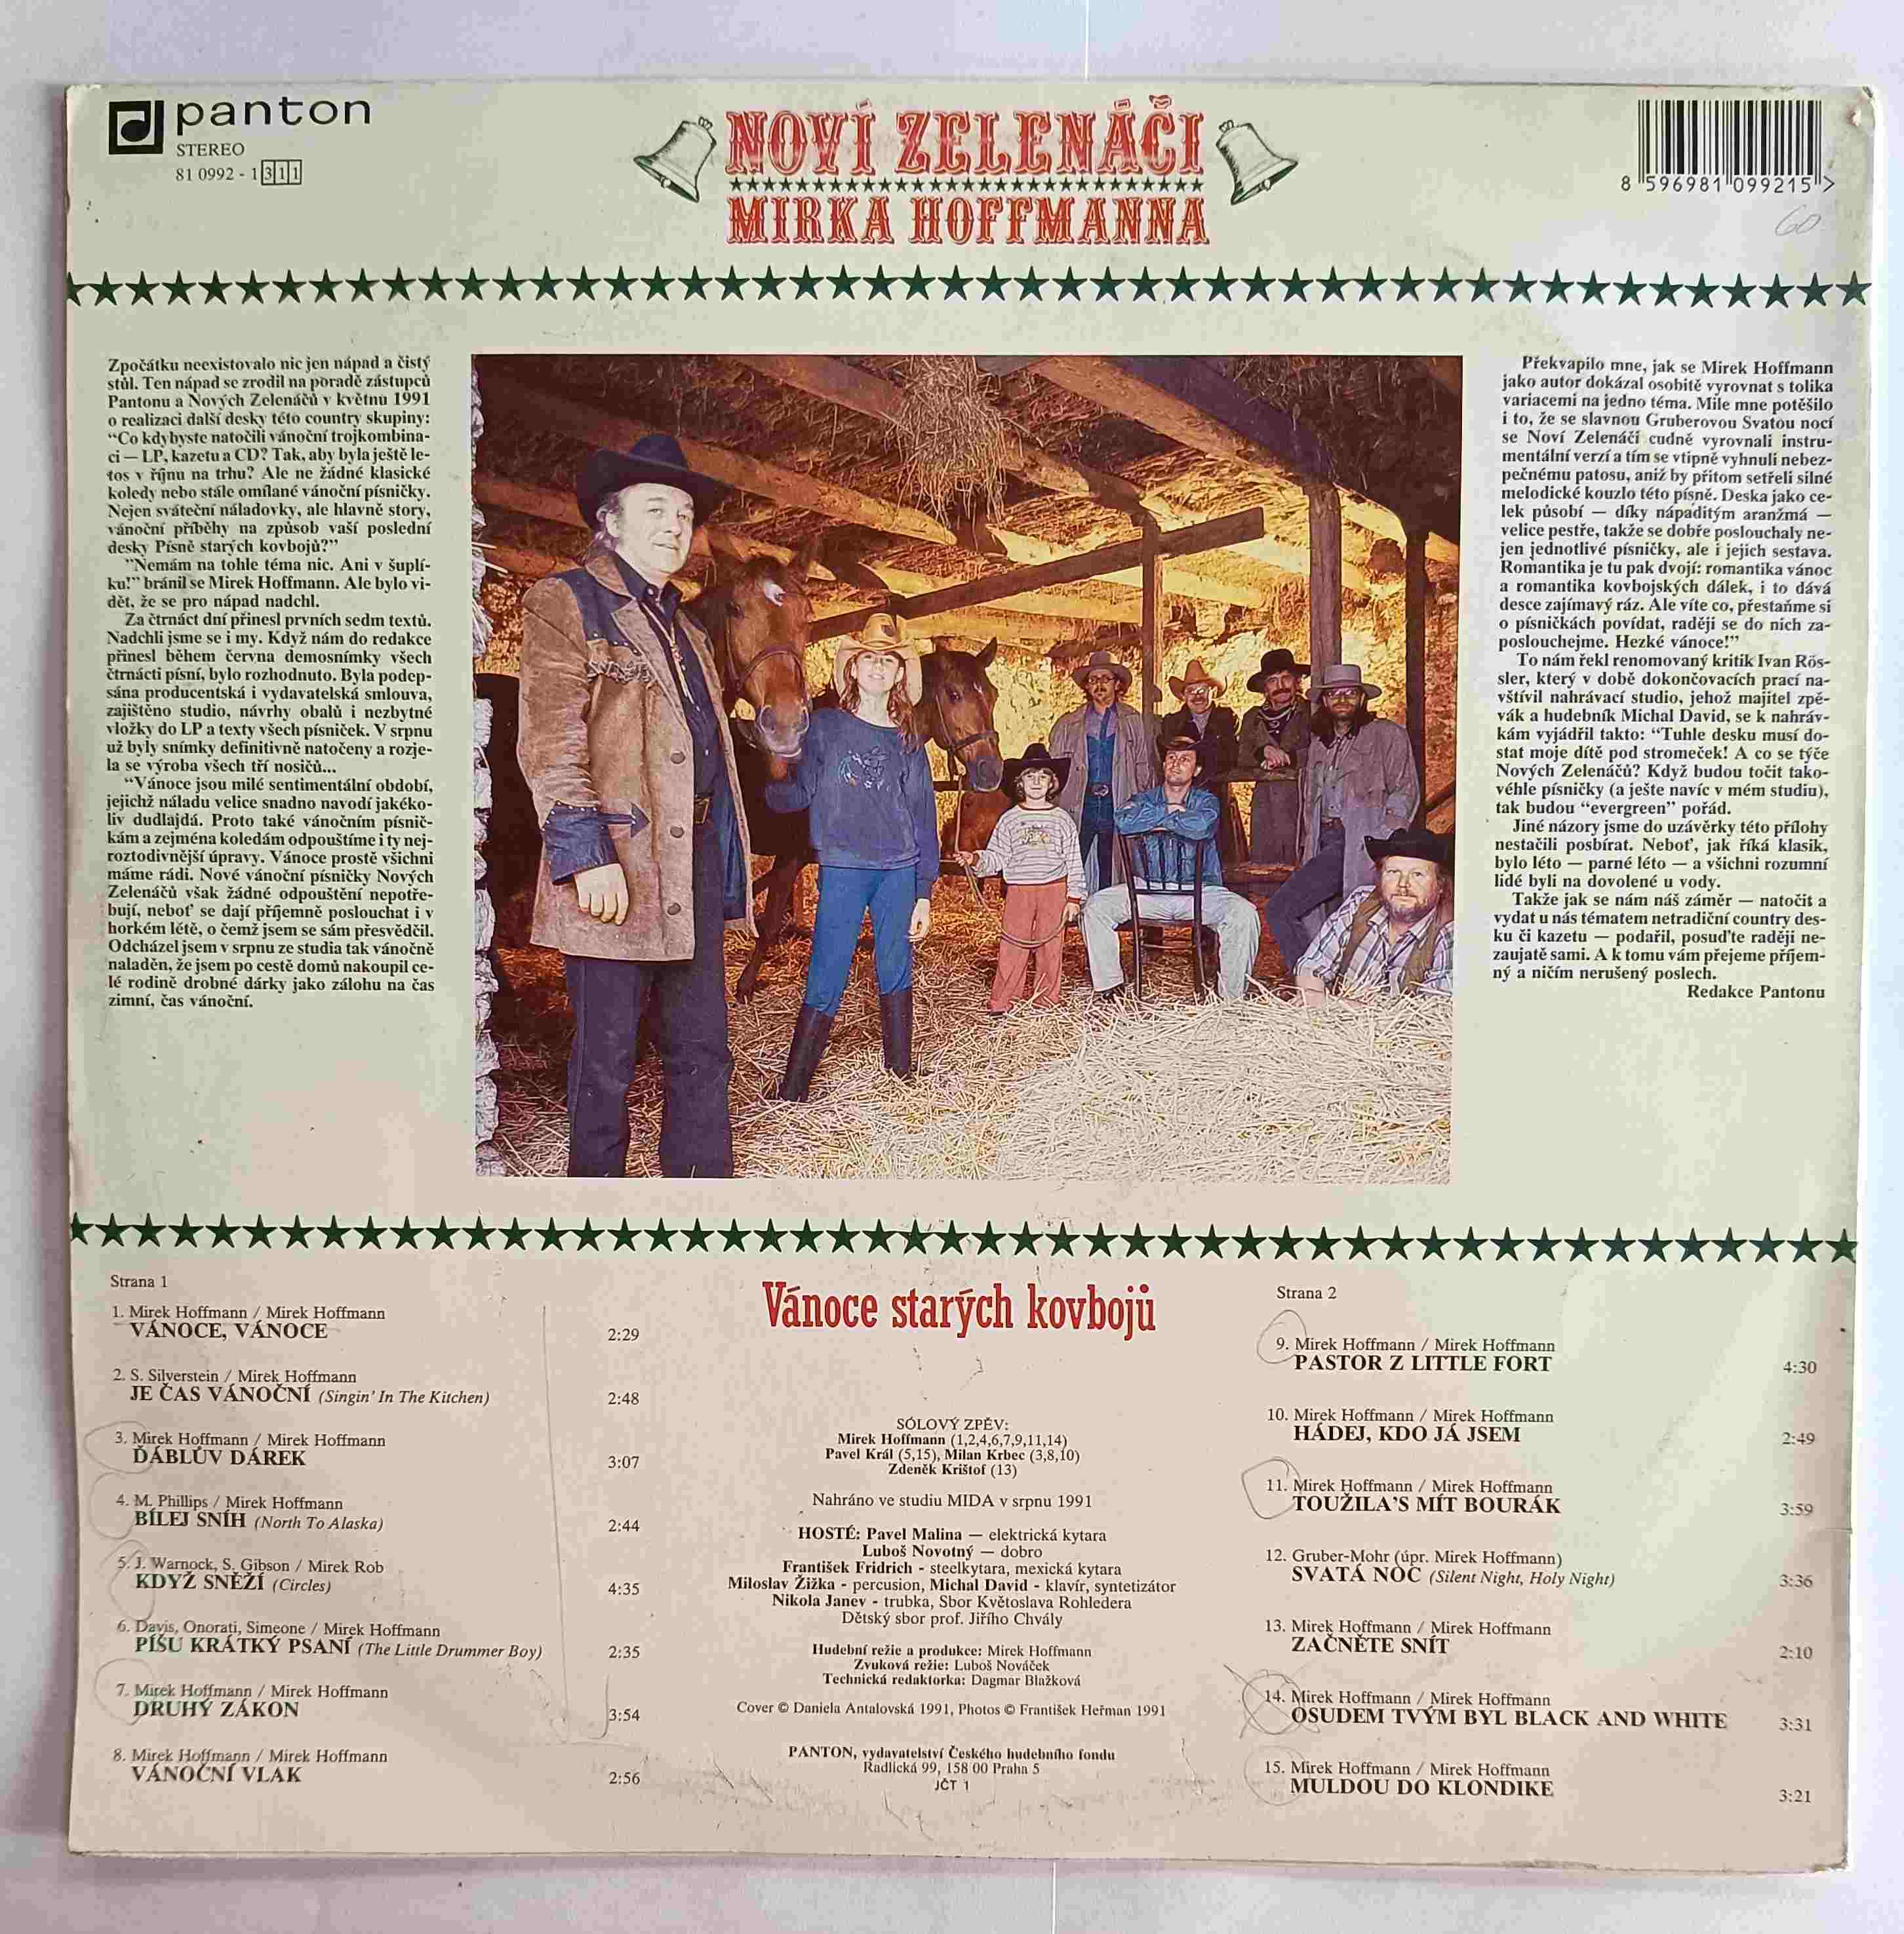 panton
STEREO
81 0992 - 1 311
NOVÍ ZELENÁČI
MIRKA HOFFMANNA
8 596981 099215 >
60
Zpočátku neexistovalo nic jen nápad a čistý
stůl. Ten nápad se zrodil na poradě zástupců
Pantonu a Nových Zelenáčů v květnu 1991
o realizaci další desky této country skupiny:
“Co kdybyste natočili vánoční trojkombina-
ci — LP, kazetu a CD? Tak, aby byla ještě le-
tos v říjnu na trhu? Ale ne žádné klasické
koledy nebo stále omílané vánoční písničky.
Nejen sváteční náladovky, ale hlavně story,
vánoční příběhy na způsob vaší poslední
desky Písně starých kovbojů?”
”Nemám na tohle téma nic. Ani v šuplí-
ku!” bránil se Mirek Hoffmann. Ale bylo vi-
dět, že se pro nápad nadchl.
Za čtrnáct dní přinesl prvních sedm textů.
Nadchli jsme se i my. Když nám do redakce
přinesl během června demosnímky všech
čtrnácti písní, bylo rozhodnuto. Byla podep-
sána producentská i vydavatelská smlouva,
zajištěno studio, návrhy obalů i nezbytné
vložky do LP a texty všech písniček. V srpnu
už byly snímky definitivně natočeny a rozje-
la se výroba všech tří nosičů...
“Vánoce jsou milé sentimentální období,
jejichž náladu velice snadno navodí jakéko-
liv dudlajdá. Proto také vánočním písnič-
kám a zejména koledám odpouštíme i ty nej-
roztodivnější úpravy. Vánoce prostě všichni
máme rádi. Nové vánoční písničky Nových
Zelenáčů však žádné odpouštění nepotře-
bují, neboť se dají příjemně poslouchat i v
horkém létě, o čemž jsem se sám přesvědčil.
Odcházel jsem v srpnu ze studia tak vánočně
naladěn, že jsem po cestě domů nakoupil ce-
lé rodině drobné dárky jako zálohu na čas
zimní, čas vánoční.
Překvapilo mne, jak se Mirek Hoffmann
jako autor dokázal osobitě vyrovnat s tolika
variacemi na jedno téma. Mile mne potěšilo
i to, že se slavnou Gruberovou Svatou nocí
se Noví Zelenáčí cudně vyrovnali instru-
mentální verzí a tím se vtipně vyhnuli nebez-
pečnému patosu, aniž by přitom setřeli silné
melodické kouzlo této písně. Deska jako ce-
lek působí — díky nápaditým aranžmá —
velice pestře, takže se dobře poslouchaly ne-
jen jednotlivé písničky, ale i jejich sestava.
Romantika je tu pak dvojí: romantika vánoc
a romantika kovbojských dálek, i to dává
desce zajímavý ráz. Ale víte co, přestaňme si
o písničkách povídat, raději se do nich za-
poslouchejme. Hezké vánoce!”
To nám řekl renomovaný kritik Ivan Rös-
sler, který v době dokončovacích prací na-
vštívil nahrávací studio, jehož majitel zpě-
vák a hudebník Michal David, se k nahráv-
kám vyjádřil takto: “Tuhle desku musí do-
stat moje dítě pod stromeček! A co se týče
Nových Zelenáčů? Když budou točit tako-
véhle písničky (a ješte navíc v mém studiu),
tak budou “evergreen” pořád.
Jiné názory jsme do uzávěrky této přílohy
nestačili posbírat. Neboť, jak říká klasik,
bylo léto — parné léto — a všichni rozumní
lidé byli na dovolené u vody.
Takže jak se nám náš záměr — natočit a
vydat u nás tématem netradiční country des-
ku či kazetu — podařil, posuďte raději ne-
zaujatě sami. A k tomu vám přejeme příjem-
ný a ničím nerušený poslech.
Redakce Pantonu
Strana 1
1. Mirek Hoffmann / Mirek Hoffmann
VÁNOCE, VÁNOCE 2:29
2. S. Silverstein / Mirek Hoffmann
JE ČAS VÁNOČNÍ (Singin’ In The Kitchen) 2:48
3. Mirek Hoffmann / Mirek Hoffmann
ĎÁBLŮV DÁREK 3:07
4. M. Phillips / Mirek Hoffmann
BÍLEJ SNÍH (North To Alaska) 2:44
5. J. Warnock, S. Gibson / Mirek Rob
KDYŽ SNĚŽÍ (Circles) 4:35
6. Davis, Onorati, Simeone / Mirek Hoffmann
PÍŠU KRÁTKÝ PSANÍ (The Little Drummer Boy) 2:35
7. Mirek Hoffmann / Mirek Hoffmann
DRUHÝ ZÁKON 3:54
8. Mirek Hoffmann / Mirek Hoffmann
VÁNOČNÍ VLAK 2:56
Vánoce starých kovbojů
SÓLOVÝ ZPĚV:
Mirek Hoffmann (1,2,4,6,7,9,11,14)
Pavel Král (5,15), Milan Krbec (3,8,10)
Zdeněk Krištof (13)
Nahráno ve studiu MIDA v srpnu 1991
HOSTÉ: Pavel Malina — elektrická kytara
Luboš Novotný — dobro
František Fridrich - steelkytara, mexická kytara
Miloslav Žižka - percusion, Michal David - klavír, syntetizátor
Nikola Janev - trubka, Sbor Květoslava Rohledera
Dětský sbor prof. Jiřího Chvály
Hudební režie a produkce: Mirek Hoffmann
Zvuková režie: Luboš Nováček
Technická redaktorka: Dagmar Blažková
Cover © Daniela Antalovská 1991, Photos © František Heřman 1991
PANTON, vydavatelství Českého hudebního fondu
Radlická 99, 158 00 Praha 5
JČT 1
Strana 2
9. Mirek Hoffmann / Mirek Hoffmann
PASTOR Z LITTLE FORT 4:30
10. Mirek Hoffmann / Mirek Hoffmann
HÁDEJ, KDO JÁ JSEM 2:49
11. Mirek Hoffmann / Mirek Hoffmann
TOUŽILA’S MÍT BOURÁK 3:59
12. Gruber-Mohr (úpr. Mirek Hoffmann)
SVATÁ NOC (Silent Night, Holy Night) 3:36
13. Mirek Hoffmann / Mirek Hoffmann
ZAČNĚTE SNÍT 2:10
14. Mirek Hoffmann / Mirek Hoffmann
OSUDEM TVÝM BYL BLACK AND WHITE 3:31
15. Mirek Hoffmann / Mirek Hoffmann
MULDOU DO KLONDIKE 3:21